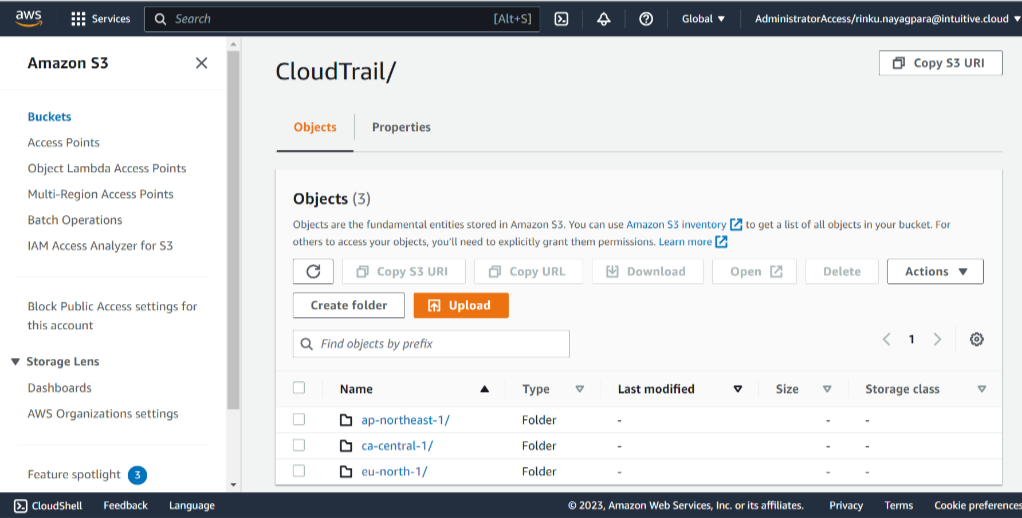 aws
Services
Search
[Alt+S]
Global
AdministratorAccess/rinku.nayagpara@intuitive.cloud
Amazon S3
Buckets
Access Points
Object Lambda Access Points
Multi-Region Access Points
Batch Operations
IAM Access Analyzer for S3
Block Public Access settings for
this account
Storage Lens
Dashboards
AWS Organizations settings
Feature spotlight 3
CloudTrail/
Copy S3 URI
Objects
Properties
Objects (3)
Objects are the fundamental entities stored in Amazon S3. You can use Amazon S3 inventory to get a list of all objects in your bucket. For
others to access your objects, you'll need to explicitly grant them permissions. Learn more
Copy S3 URI
Copy URL
Download
Open
Delete
Actions
Create folder
Upload
Find objects by prefix
1
Name Type Last modified Size Storage class
ap-northeast-1/ Folder - - -
ca-central-1/ Folder - - -
eu-north-1/ Folder - - -
CloudShell Feedback Language © 2023, Amazon Web Services, Inc. or its affiliates. Privacy Terms Cookie preferences